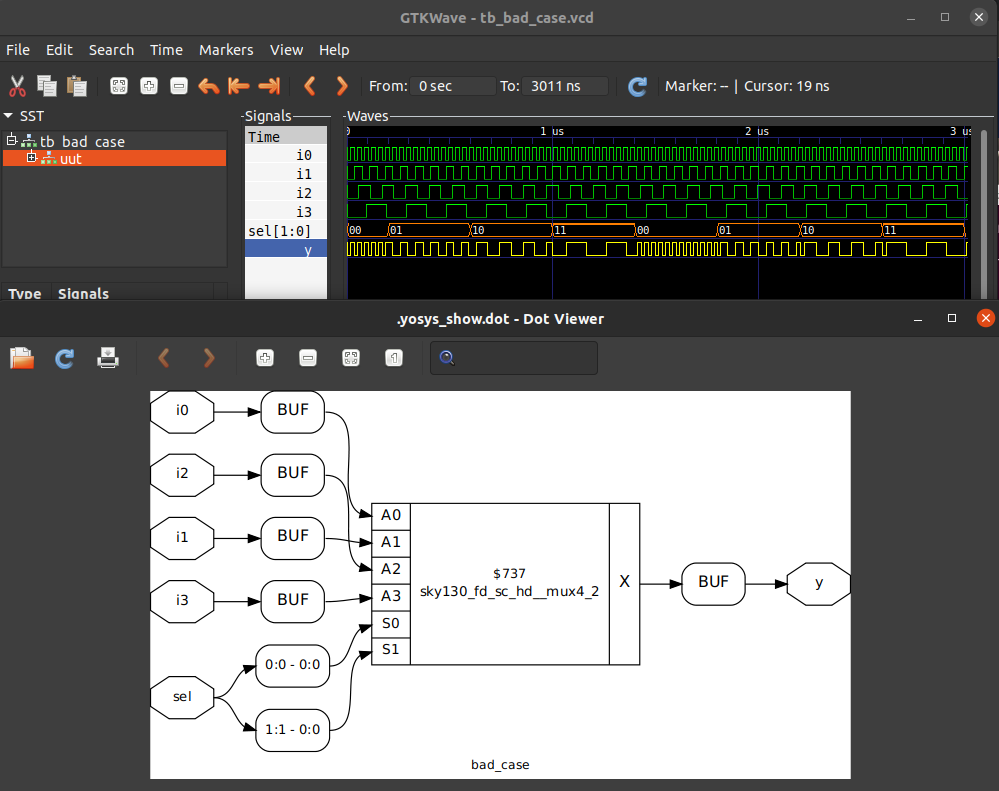 GTKWave - tb_bad_case.vcd
File Edit Search Time Markers View Help
From: 0 sec To: 3011 ns Marker: -- | Cursor: 19 ns
SST
tb_bad_case
uut
Type Signals
Signals
Time
i0
i1
i2
i3
sel[1:0]
y
Waves
0 1 us 2 us 3 us
00 01 10 11 00 01 10 11
.yosys_show.dot - Dot Viewer
i0 BUF
i2 BUF
i1 BUF
i3 BUF
sel 0:0 - 0:0
1:1 - 0:0
A0
A1
A2
A3
S0
S1
$737
sky130_fd_sc_hd__mux4_2
X
BUF
y
bad_case